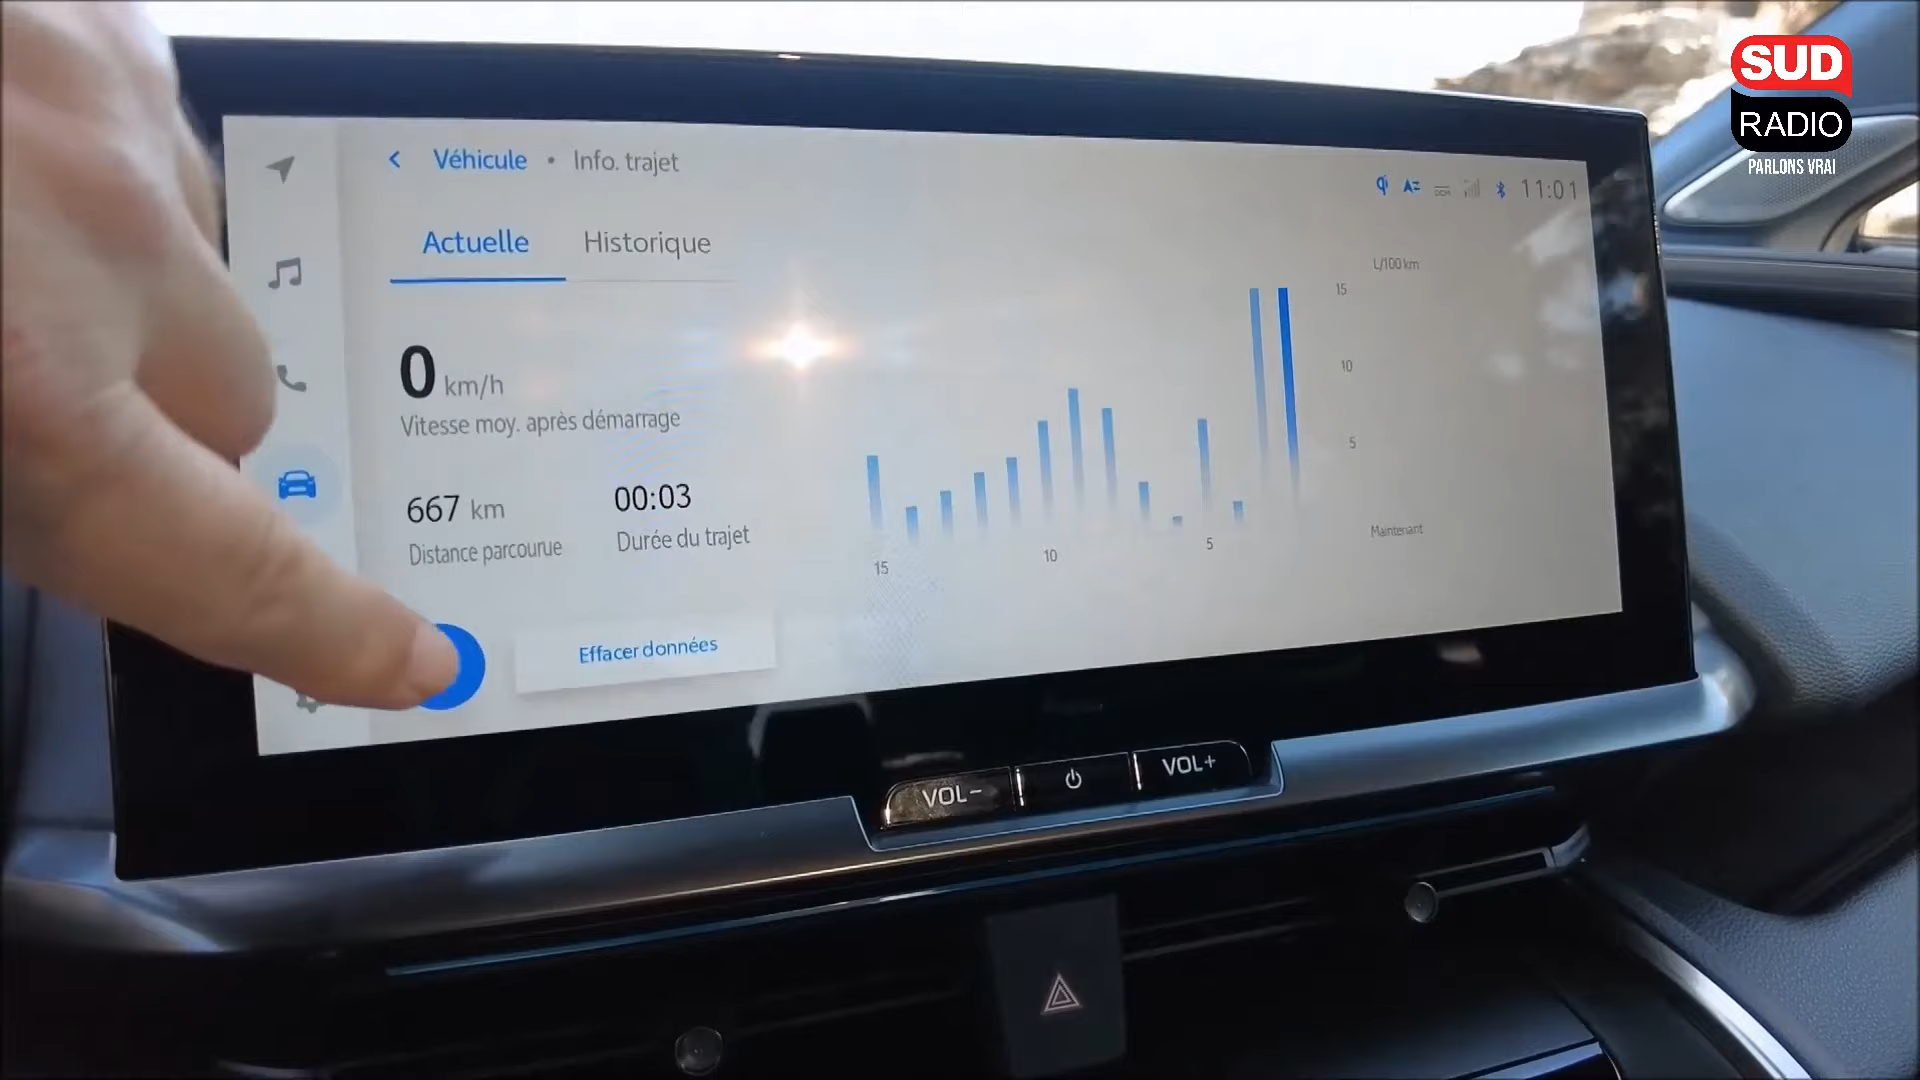 SUD
RADIO
PARLONS VRAI
Véhicule • Info. trajet
11:01
Actuelle Historique
L/100 km
15
10
5
0 km/h
Vitesse moy. après démarrage
667 km
Distance parcourue
00:03
Durée du trajet
Maintenant
15 10 5
Effacer données
VOL- VOL+